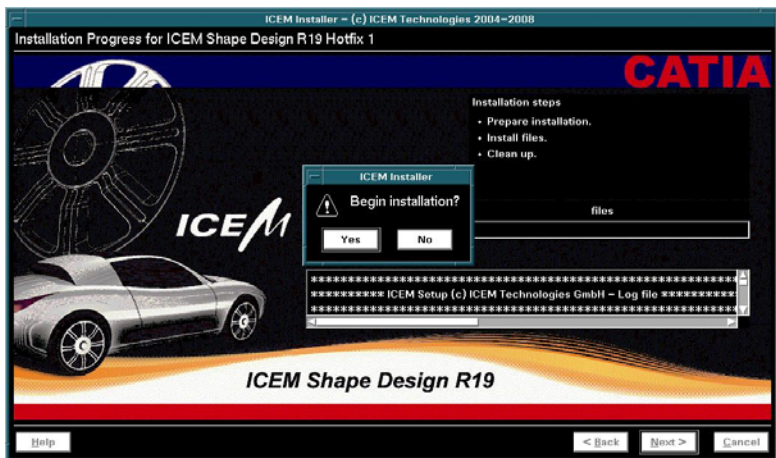 ICEM Installer – (c) ICEM Technologies 2004–2008
Installation Progress for ICEM Shape Design R19 Hotfix 1
CATIA
Installation steps
• Prepare installation.
• Install files.
• Clean up.
ICEM Installer
Begin installation?
Yes No
ICEM
files
*****************************************************************
********** ICEM Setup (c) ICEM Technologies GmbH – Log file **********
*****************************************************************
ICEM Shape Design R19
Help < Back Next > Cancel